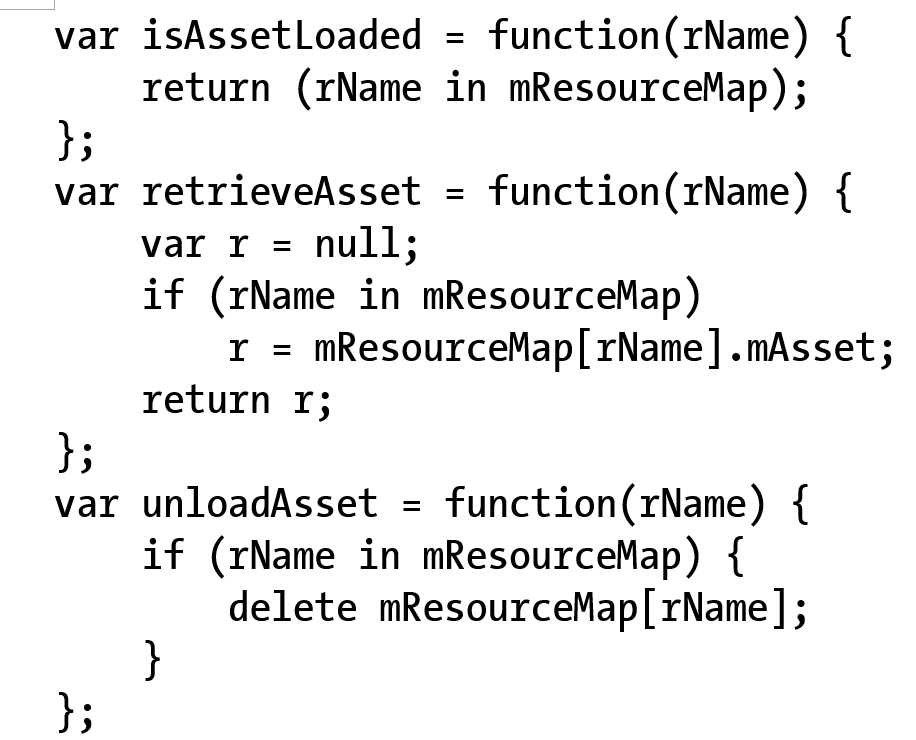 var isAssetLoaded = function(rName) {
    return (rName in mResourceMap);
};
var retrieveAsset = function(rName) {
    var r = null;
    if (rName in mResourceMap)
        r = mResourceMap[rName].mAsset;
    return r;
};
var unloadAsset = function(rName) {
    if (rName in mResourceMap) {
        delete mResourceMap[rName];
    }
};